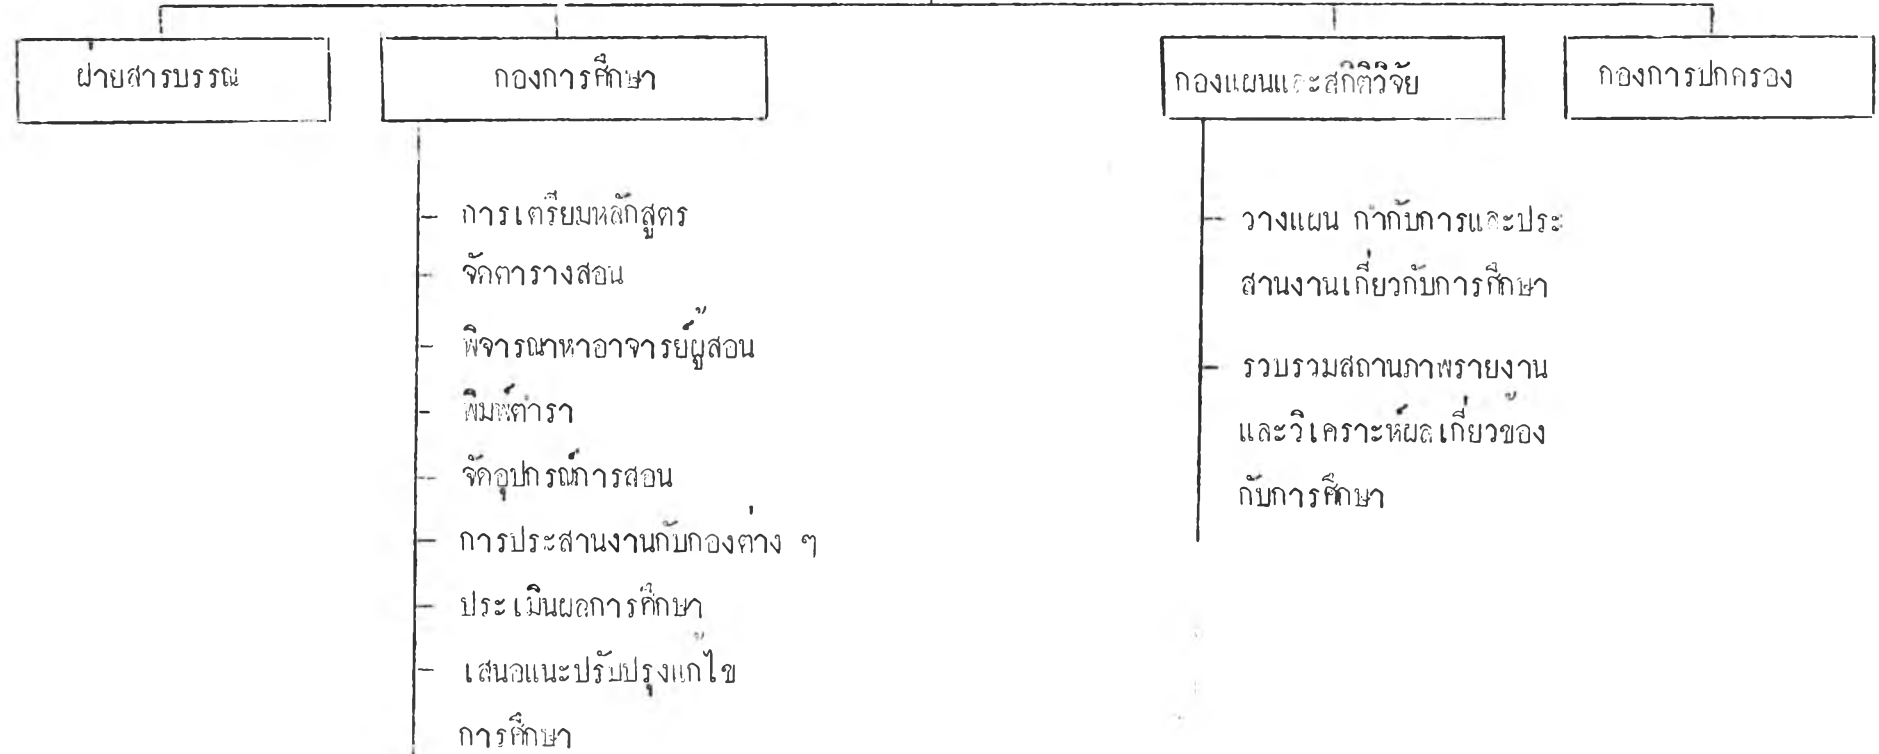 ฝ่ายสารบรรณ
กองการศึกษา
กองแผนและสถิติวิจัย
กองการปกครอง
- การเตรียมหลักสูตร
- จัดตารางสอน
- พิจารณาหาอาจารย์ผู้สอน
- พิมพ์ตำรา
- จัดอุปกรณ์การสอน
- การประสานงานกับกองต่าง ๆ
- ประเมินผลการศึกษา
- เสนอแนะปรับปรุงแก้ไข
การศึกษา
- วางแผน กำกับการและประ
สานงานเกี่ยวกับการศึกษา
- รวบรวมสถานภาพรายงาน
และวิเคราะห์ผลเกี่ยวข้อง
กับการศึกษา